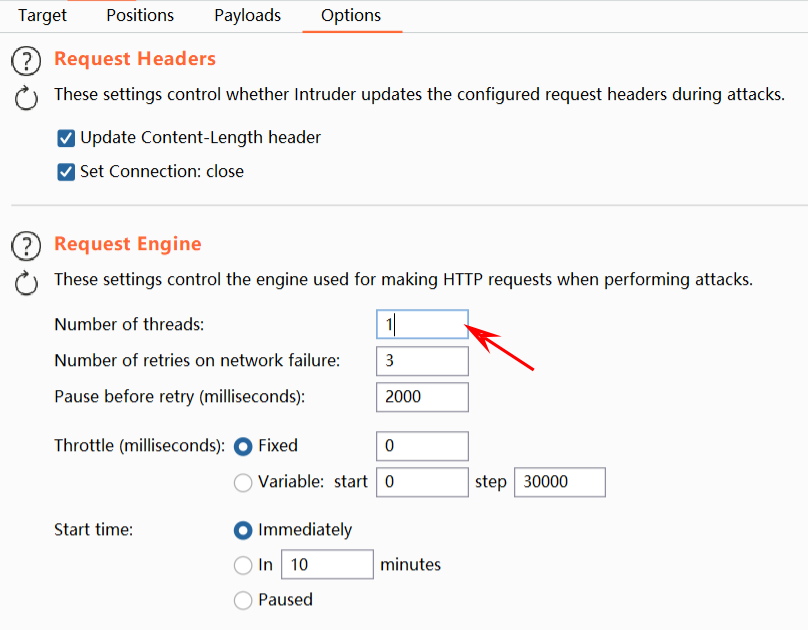 Target Positions Payloads Options
Request Headers
These settings control whether Intruder updates the configured request headers during attacks.
Update Content-Length header
Set Connection: close
Request Engine
These settings control the engine used for making HTTP requests when performing attacks.
Number of threads: 1
Number of retries on network failure: 3
Pause before retry (milliseconds): 2000
Throttle (milliseconds): Fixed 0
Variable: start 0 step 30000
Start time: Immediately
In 10 minutes
Paused